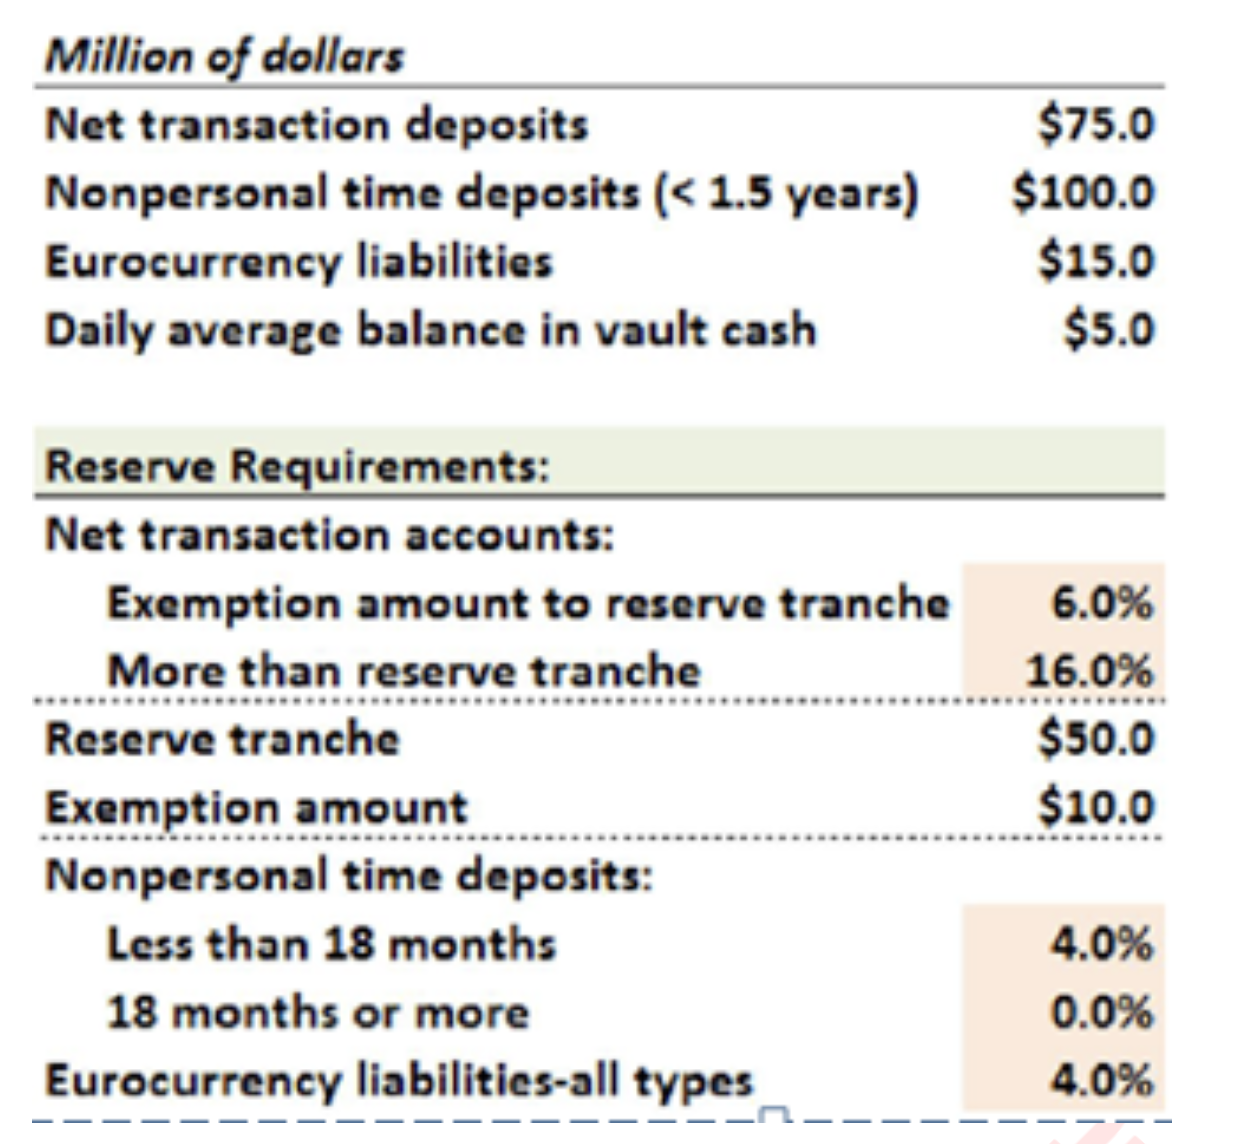 Million of dollars
Net transaction deposits $75.0
Nonpersonal time deposits (< 1.5 years) $100.0
Eurocurrency liabilities $15.0
Daily average balance in vault cash $5.0
Reserve Requirements:
Net transaction accounts:
Exemption amount to reserve tranche 6.0%
More than reserve tranche 16.0%
Reserve tranche $50.0
Exemption amount $10.0
Nonpersonal time deposits:
Less than 18 months 4.0%
18 months or more 0.0%
Eurocurrency liabilities-all types 4.0%